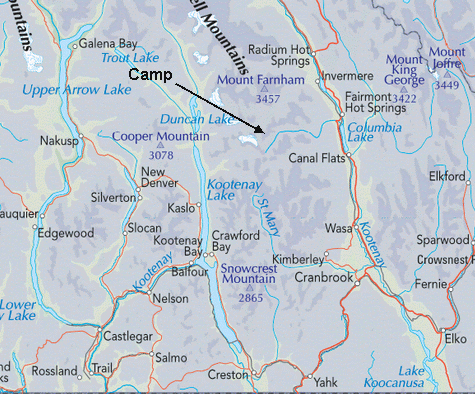 ell Mountains
ountains
Galena Bay
Trout Lake
Camp
Radium Hot
Springs
Mount
King
George
3422
Mount
Joffre
3449
Upper Arrow Lake
Mount Farnham
3457
Invermere
Fairmont
Hot Springs
Duncan Lake
Columbia
Lake
Nakusp
Cooper Mountain
3078
Canal Flats
New
Denver
Silverton
Kootenay
Lake
Elkford
Kaslo
St Mary
auquier
Edgewood
Slocan
Kootenay
Bay
Crawford
Bay
Wasa
Kootenay
Sparwood
Crowsnest F
Kootenay
Balfour
Kimberley
Snowcrest
Mountain
2865
Cranbrook
Fernie
Lower
w Lake
Nelson
Castlegar
Elko
Salmo
Rossland
Trail
Creston
Yahk
Lake
Koocanusa
nd
ks